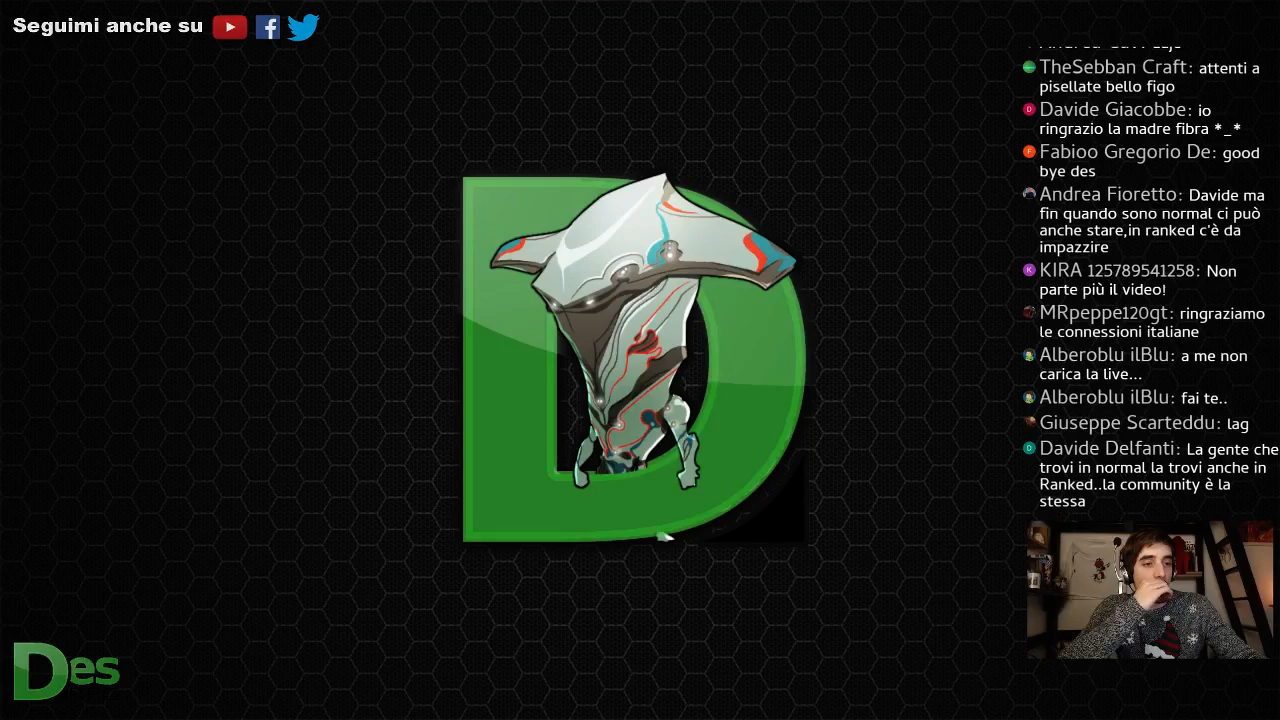 Seguimi anche su
TheSebban Craft: attenti a
pisellate bello figo
Davide Giacobbe: io
ringrazio la madre fibra *_*
Fabioo Gregorio De: good
bye des
Andrea Fioretto: Davide ma
fin quando sono normal ci può
anche stare,in ranked c'è da
impazzire
KIRA 125789541258: Non
parte più il video!
MRpeppe120gt: ringraziamo
le connessioni italiane
Alberoblu ilBlu: a me non
carica la live...
Alberoblu ilBlu: fai te..
Giuseppe Scarteddu: lag
Davide Delfanti: La gente che
trovi in normal la trovi anche in
Ranked..la community è la
stessa
D
Des